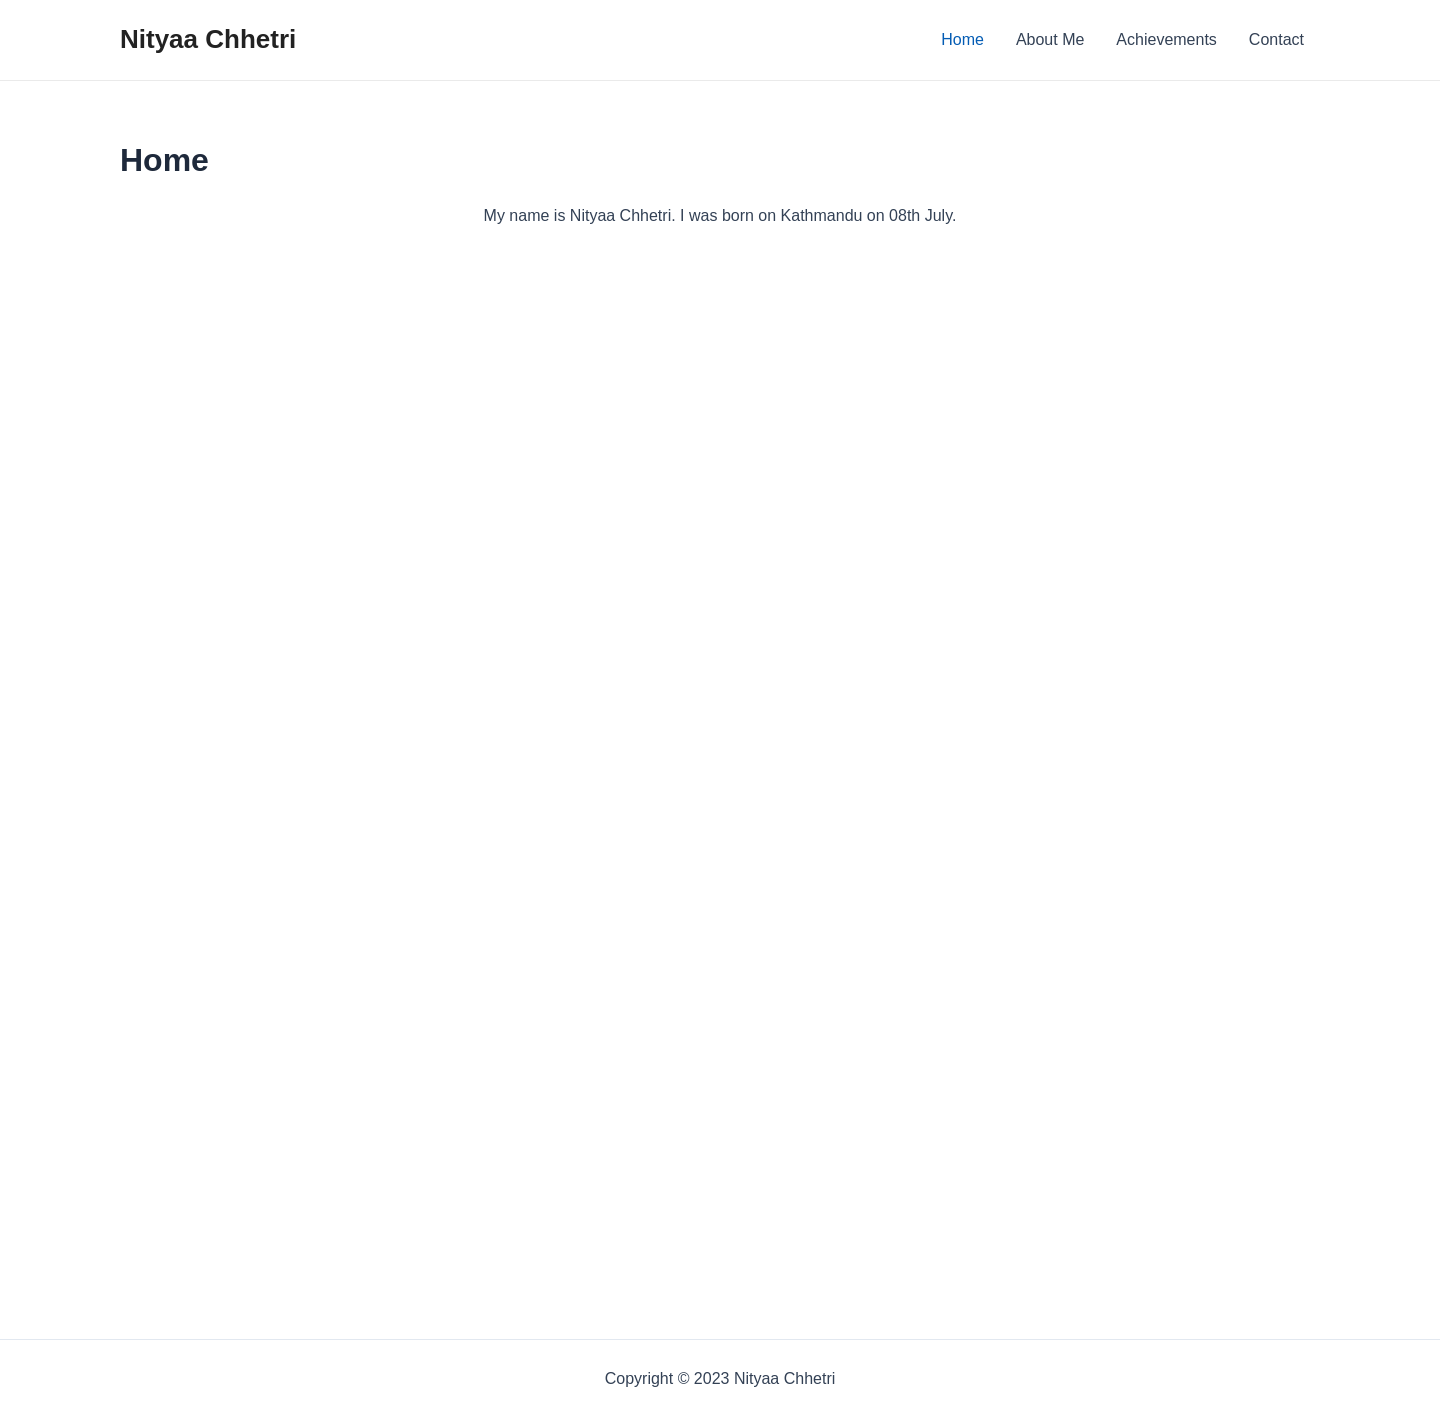 Nityaa Chhetri
Home About Me Achievements Contact
Home
My name is Nityaa Chhetri. I was born on Kathmandu on 08th July.
Copyright © 2023 Nityaa Chhetri